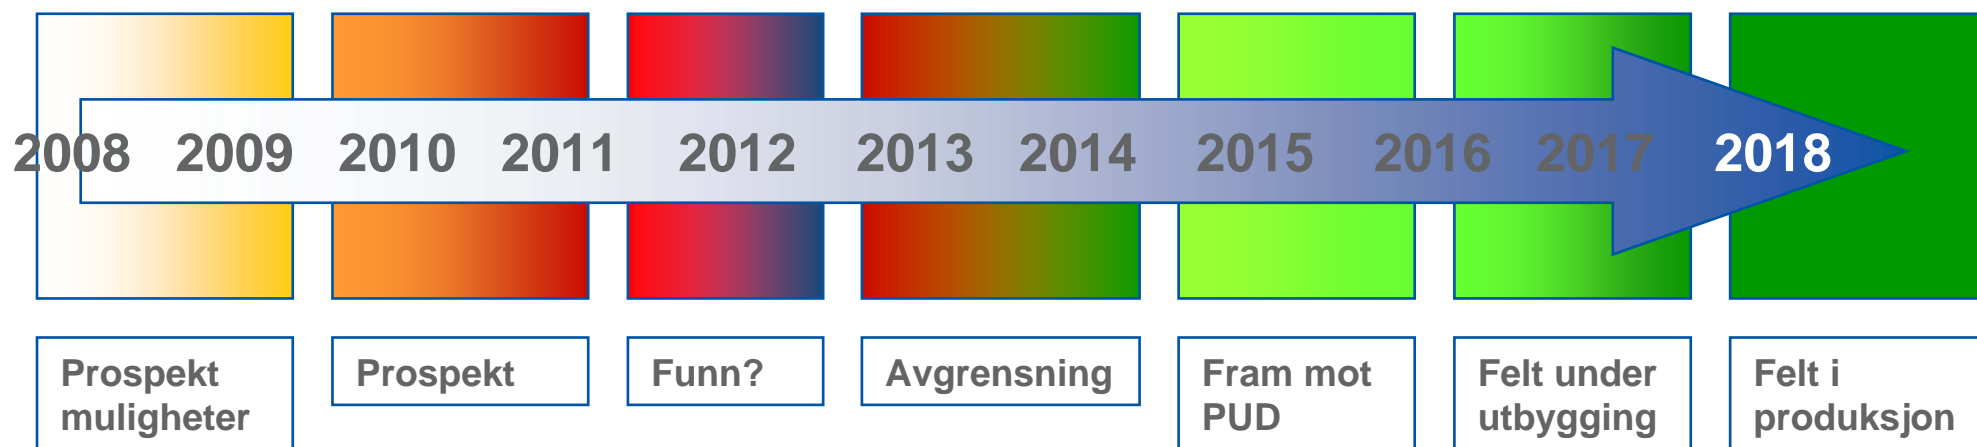 2008 2009 2010 2011 2012 2013 2014 2015 2016 2017 2018
Prospekt
muligheter
Prospekt
Funn?
Avgrensning
Fram mot
PUD
Felt under
utbygging
Felt i
produksjon